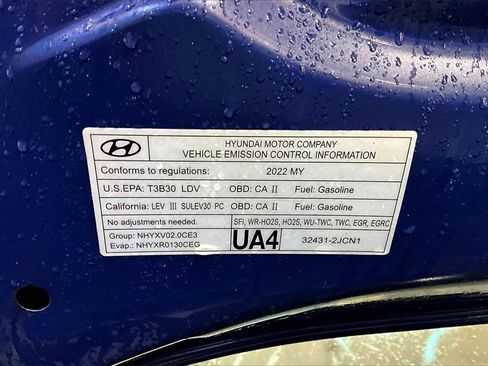 HYUNDAI MOTOR COMPANY
VEHICLE EMISSION CONTROL INFORMATION
Conform to regulations: 2022 MY
U.S.EPA: T3B30 LDV OBD: CA II Fuel: Gasoline
California: LEV III SULEV30 PC OBD: CA II Fuel: Gasoline
No adjustments needed. SFI, WR-HO2S, HO2S, WU-TWC, TWC, EGR, EGRC
Group: NHYXV02.0CE3
Evap.: NHYXR0130CEG
UA4
32431-2JCN1